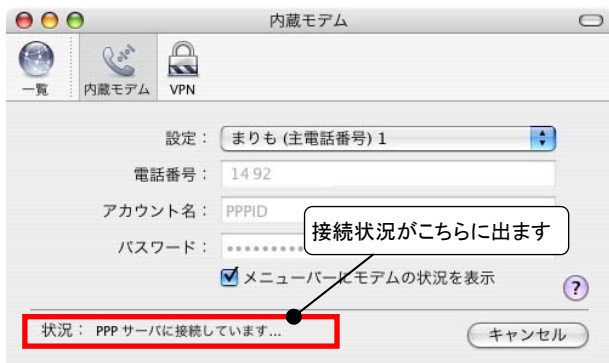 内蔵モデム
一覧 内蔵モデム VPN
設定： まりも (主電話番号) 1
電話番号： 1492
アカウント名： PPPID
接続状況がこちらに出ます
パスワード： ••••••••••
メニューバーにモデムの状況を表示
?
状況： PPP サーバに接続しています...
キャンセル